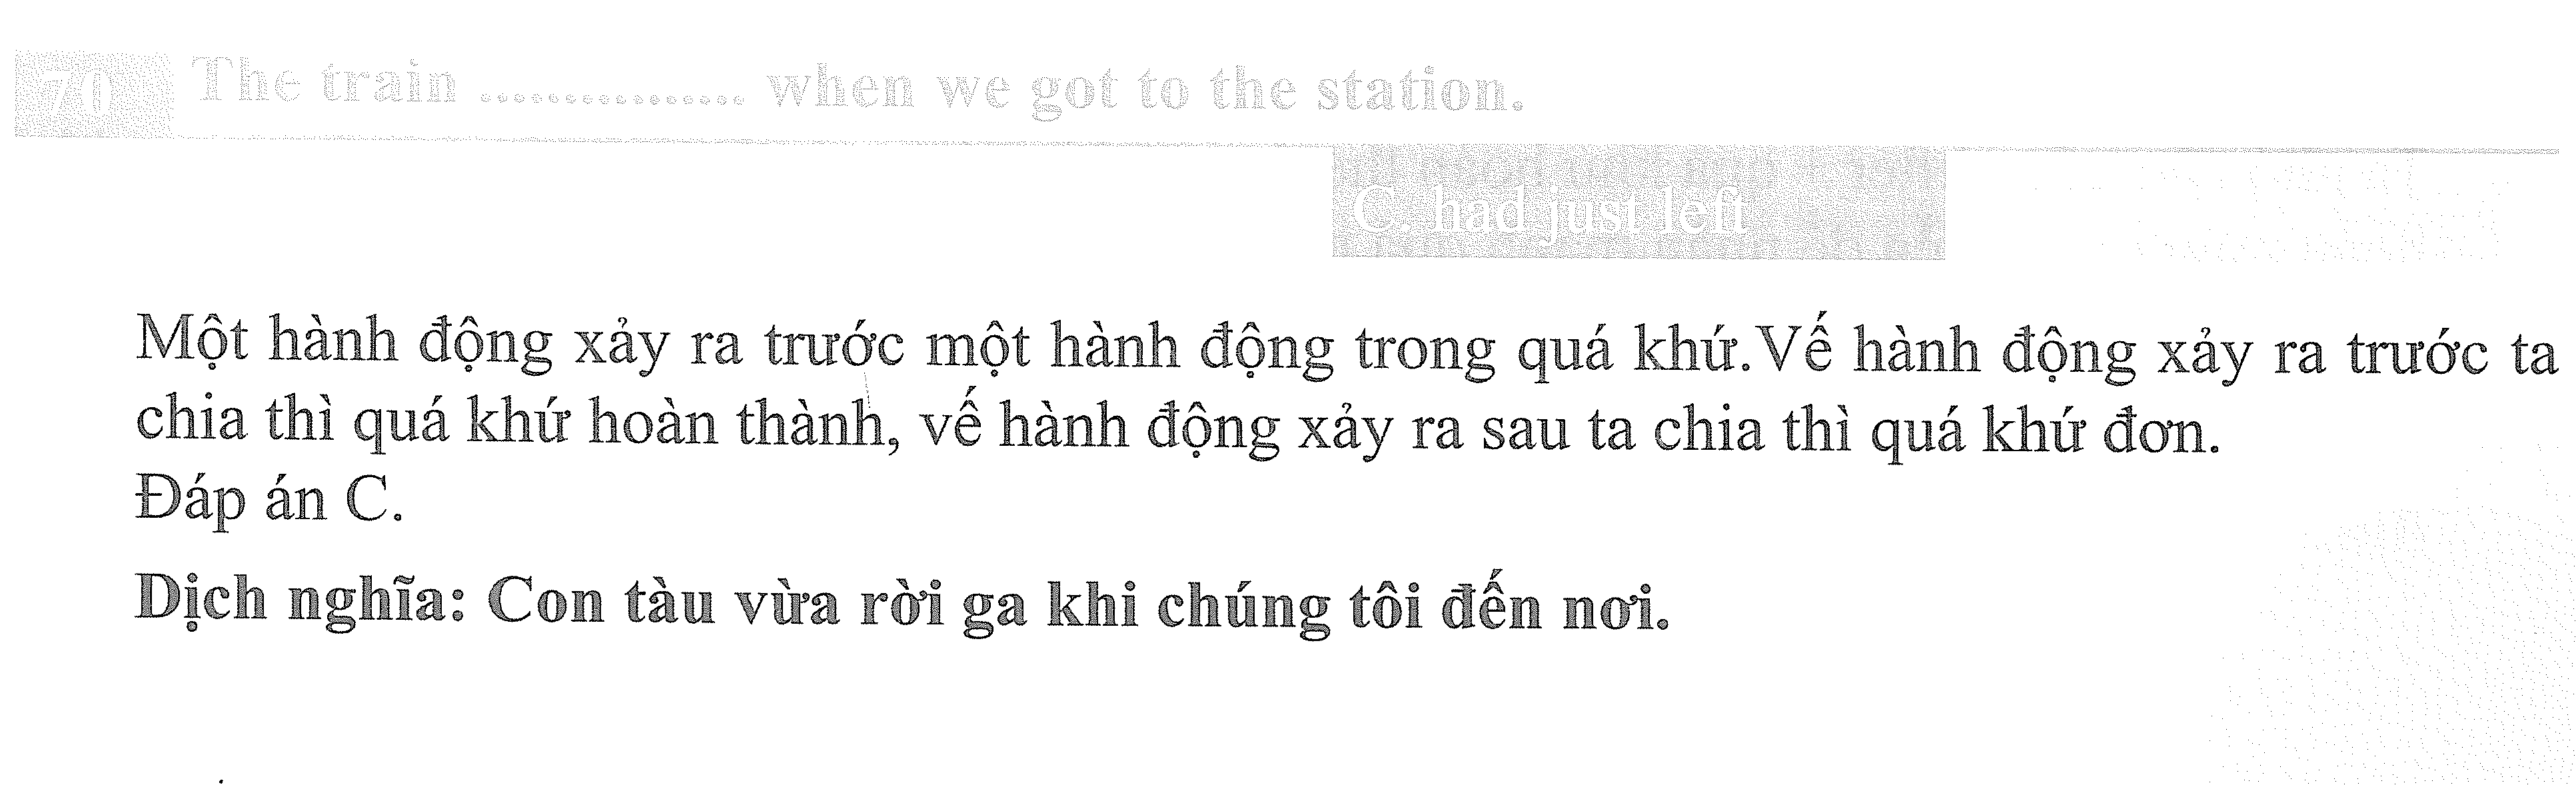 70 The train ................ when we got to the station.
C. had just left
Một hành động xảy ra trước một hành động trong quá khứ.Vế hành động xảy ra trước ta
chia thì quá khứ hoàn thành, vế hành động xảy ra sau ta chia thì quá khứ đơn.
Đáp án C.
Dịch nghĩa: Con tàu vừa rời ga khi chúng tôi đến nơi.